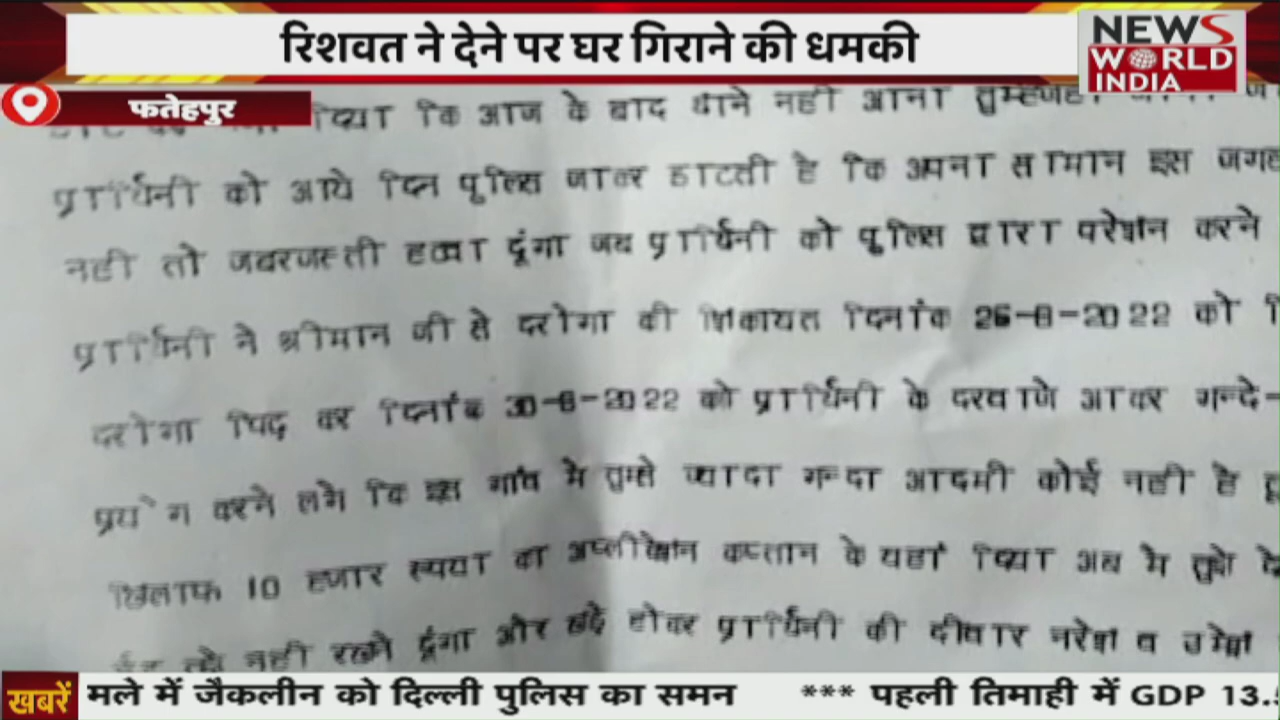 रिशवत ने देने पर घर गिराने की धमकी
NEWS
WORLD
INDIA
फतेहपुर
दिया कि आज के बाद थाने नही आना
प्रार्थिनी को आये दिन पुलिस जाकर डाटती है कि अपना सामान इस जगह
नही तो जबरजस्ती हटवा दूंगा जब प्रार्थिनी को पुलिस द्वारा परेशान करने
प्रार्थिनी ने श्रीमान जी से दरोगा की शिकायत दिनांक 26-8-2022 को
दरोगा चिढ़ कर दिनांक 30-8-2022 को प्रार्थिनी के दरवाजे आकर गन्दे-
प्रयोग करने लगे कि इस गांव मे तुमसे ज्यादा गन्दा आदमी कोई नही है
खिलाफ 10 हजार रूपया का अप्लीकेशन कप्तान के यहां दिया अब मै तुझे
नही रखने दूंगा और खड़े होकर प्रार्थिनी की दीवार नरेश व उमेश
खबरें मले में जैकलीन को दिल्ली पुलिस का समन *** पहली तिमाही में GDP 13.